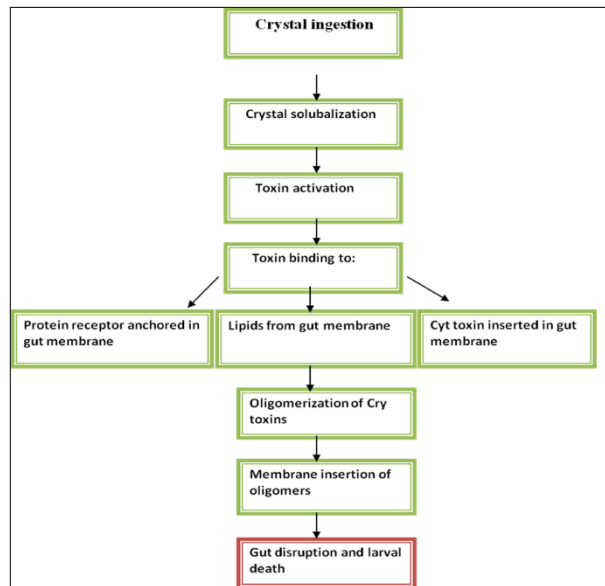 Crystal ingestion
Crystal solubalization
Toxin activation
Toxin binding to:
Protein receptor anchored in
gut membrane
Lipids from gut membrane
Cyt toxin inserted in gut
membrane
Oligomerization of Cry
toxins
Membrane insertion of
oligomers
Gut disruption and larval
death